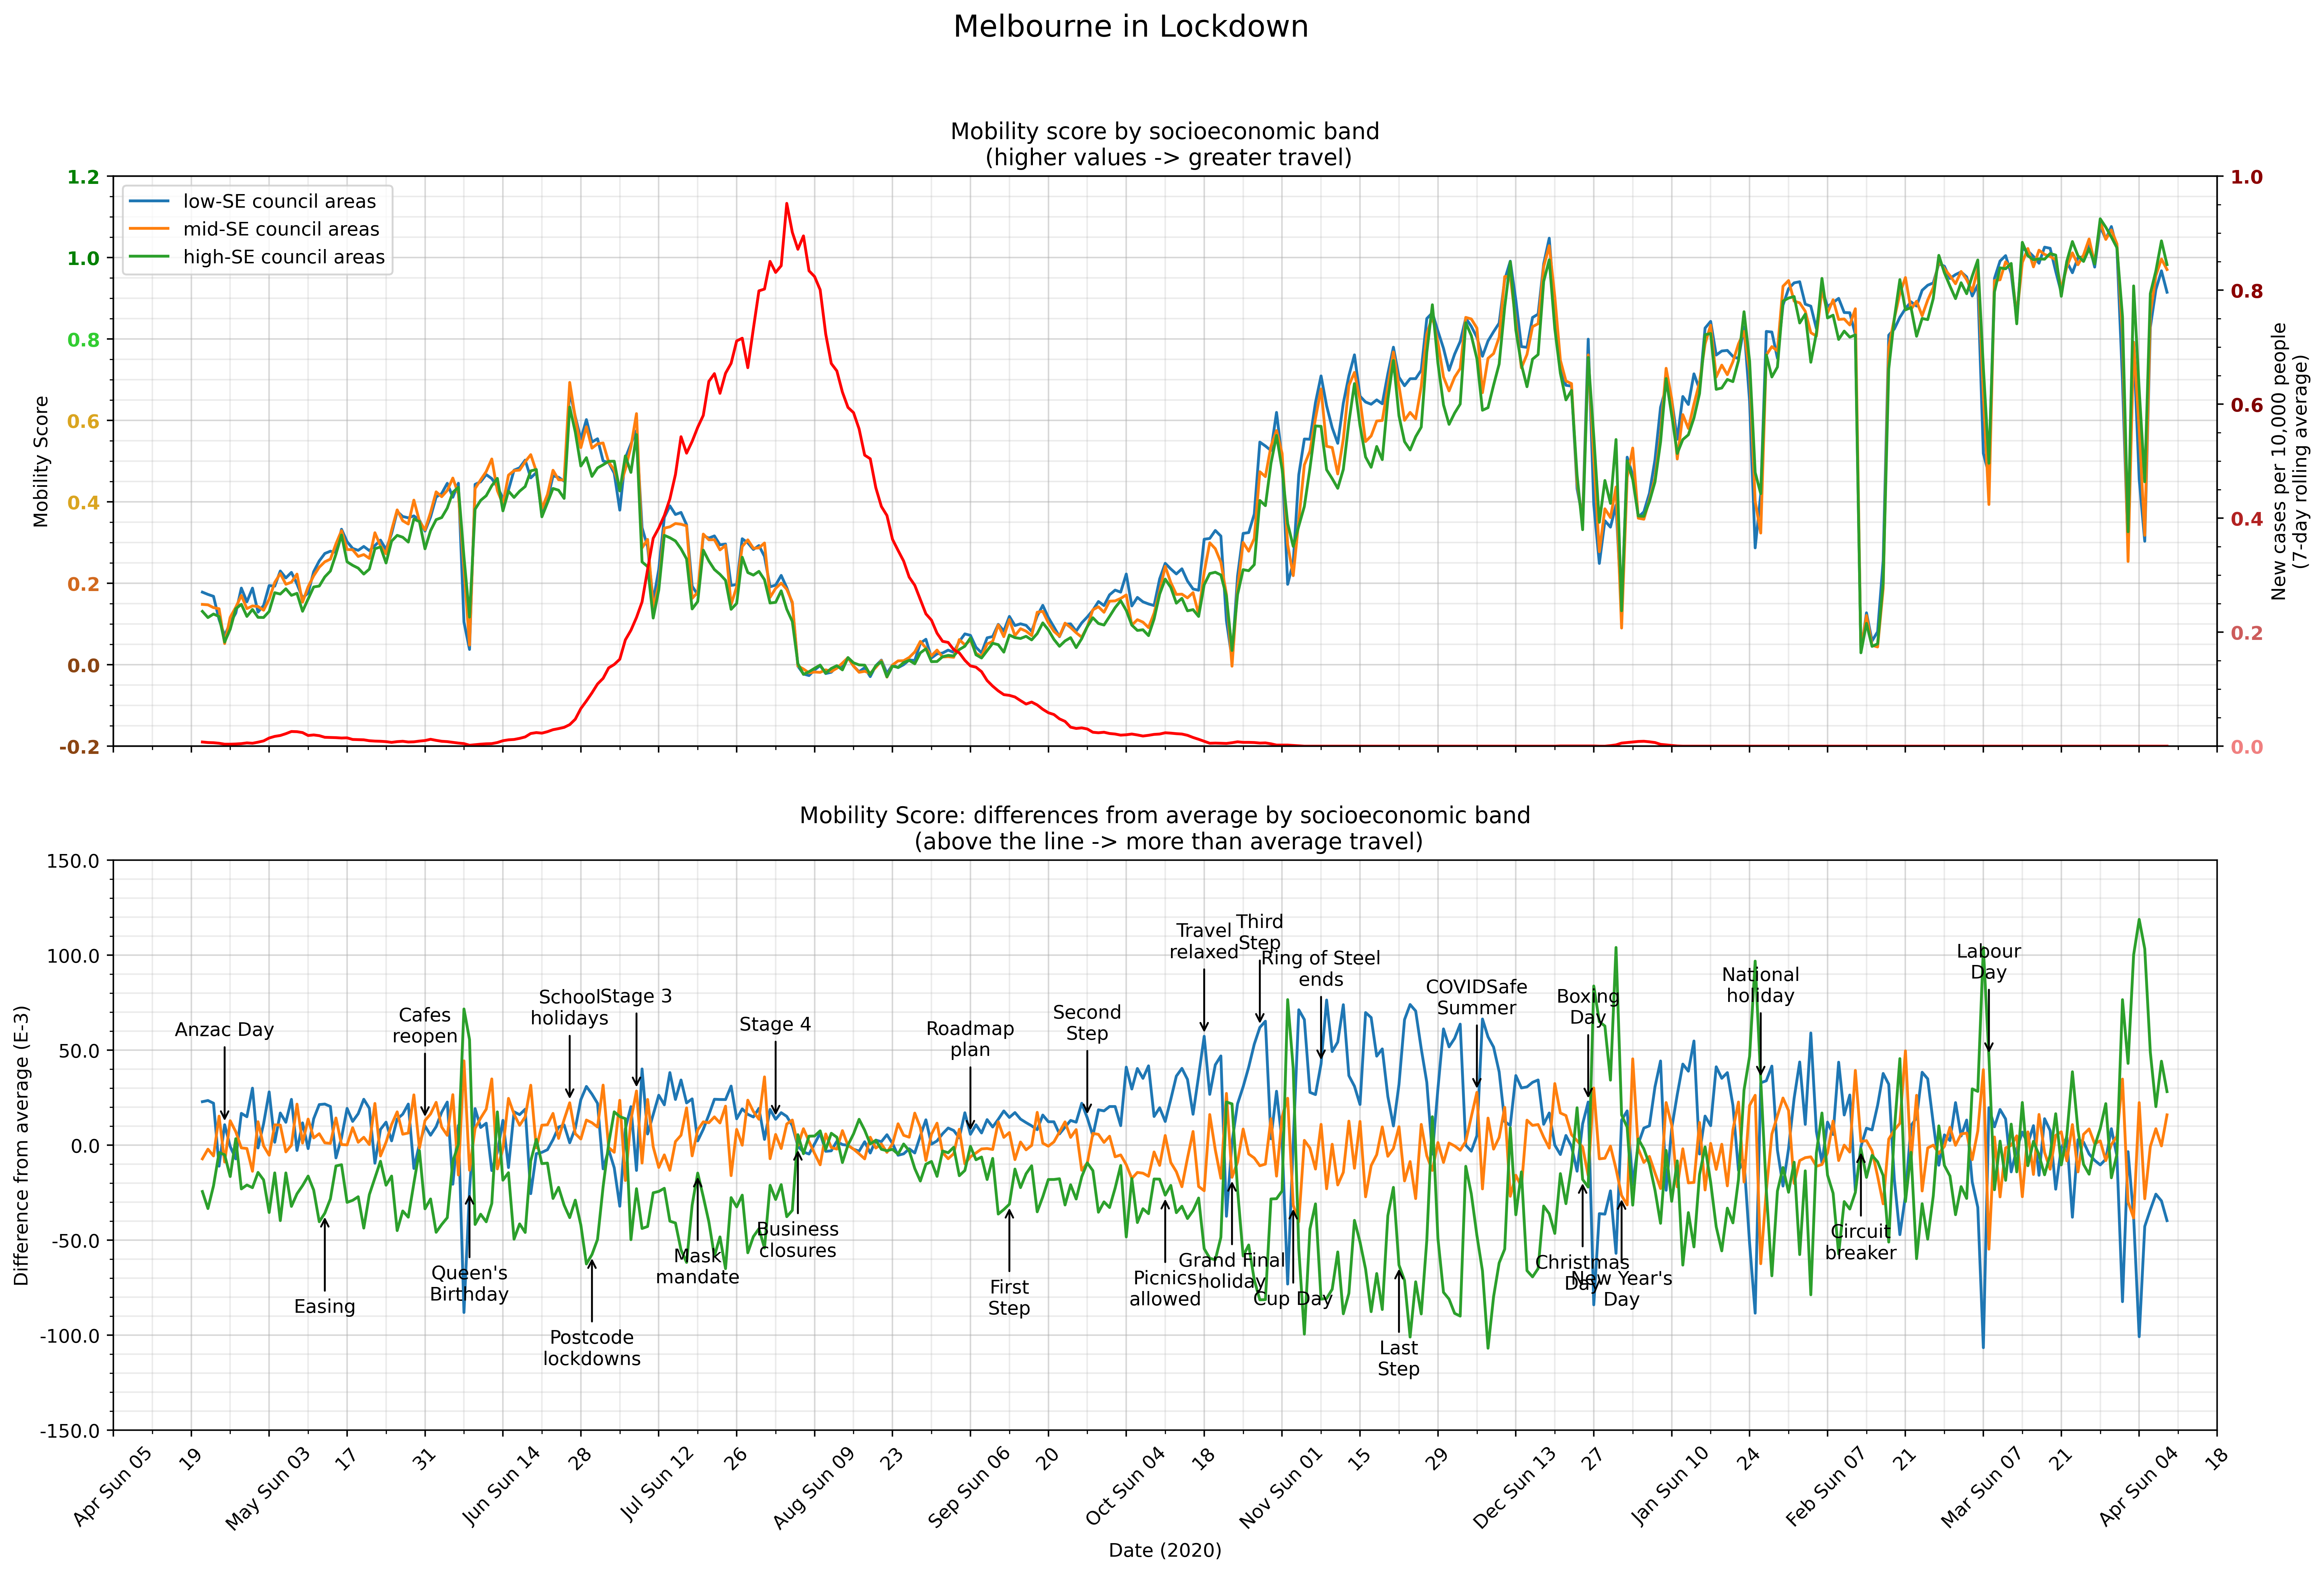 Melbourne in Lockdown
Mobility score by socioeconomic band
(higher values -> greater travel)
low-SE council areas
mid-SE council areas
high-SE council areas
1.2
1.0
0.8
0.6
0.4
0.2
0.0
-0.2
Mobility Score
1.0
0.8
0.6
0.4
0.2
0.0
New cases per 10,000 people
(7-day rolling average)
Mobility Score: differences from average by socioeconomic band
(above the line -> more than average travel)
150.0
100.0
50.0
0.0
-50.0
-100.0
-150.0
Difference from average (E-3)
Anzac Day
Easing
Cafes
reopen
Queen's
Birthday
School
holidays
Postcode
lockdowns
Stage 3
Mask
mandate
Stage 4
Business
closures
Roadmap
plan
First
Step
Second
Step
Picnics
allowed
Travel
relaxed
Grand Final
holiday
Third
Step
Cup Day
Ring of Steel
ends
Last
Step
COVIDSafe
Summer
Christmas
Day
Boxing
Day
New Year's
Day
National
holiday
Circuit
breaker
Labour
Day
Apr Sun 05
19
May Sun 03
17
31
Jun Sun 14
28
Jul Sun 12
26
Aug Sun 09
23
Sep Sun 06
20
Oct Sun 04
18
Nov Sun 01
15
29
Dec Sun 13
27
Jan Sun 10
24
Feb Sun 07
21
Mar Sun 07
21
Apr Sun 04
18
Date (2020)